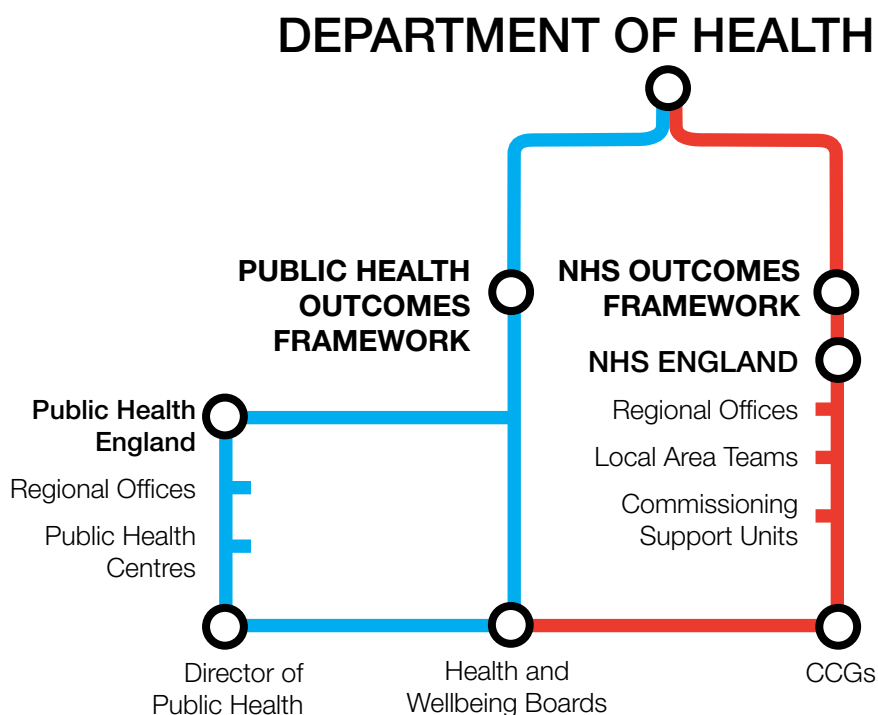 DEPARTMENT OF HEALTH
PUBLIC HEALTH
OUTCOMES
FRAMEWORK
NHS OUTCOMES
FRAMEWORK
NHS ENGLAND
Regional Offices
Local Area Teams
Commissioning
Support Units
Public Health
England
Regional Offices
Public Health
Centres
Director of
Public Health
Health and
Wellbeing Boards
CCGs